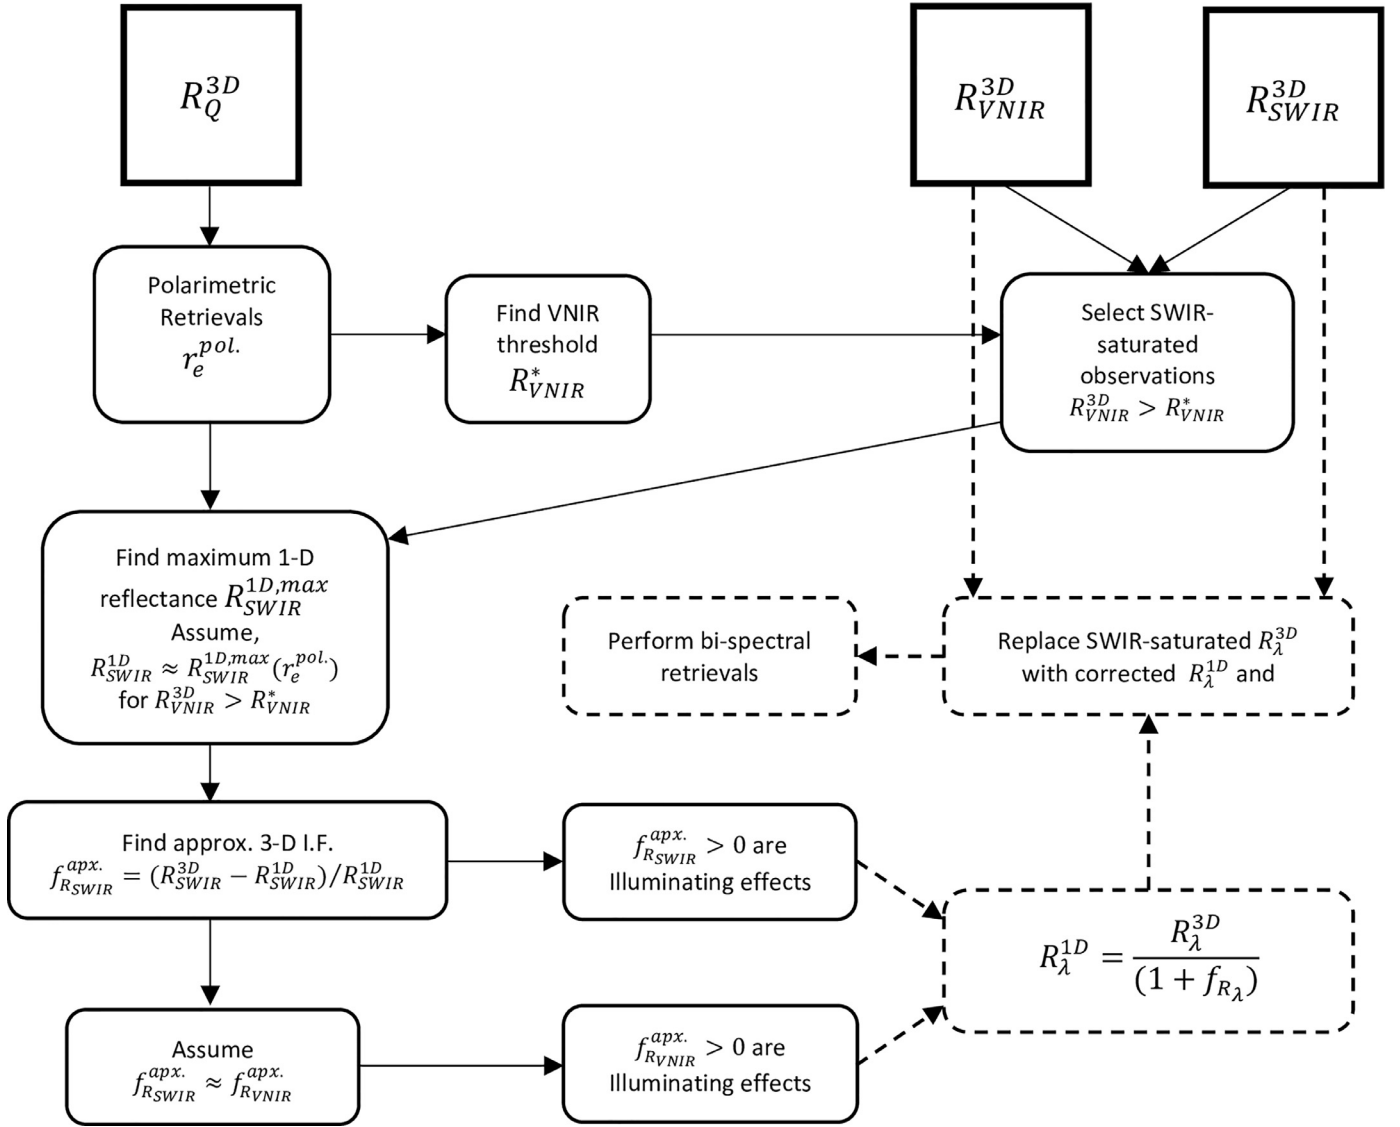 R_Q^{3D}
R_{VNIR}^{3D}
R_{SWIR}^{3D}
Polarimetric
Retrievals
r_e^{pol.}
Find VNIR
threshold
R_{VNIR}^{*}
Select SWIR-
saturated
observations
R_{VNIR}^{3D} > R_{VNIR}^{*}
Find maximum 1-D
reflectance R_{SWIR}^{1D,max}
Assume,
R_{SWIR}^{1D} ≈ R_{SWIR}^{1D,max}(r_e^{pol.})
for R_{VNIR}^{3D} > R_{VNIR}^{*}
Perform bi-spectral
retrievals
Replace SWIR-saturated R_λ^{3D}
with corrected R_λ^{1D} and
Find approx. 3-D I.F.
f_{R_{SWIR}}^{apx.} = (R_{SWIR}^{3D} − R_{SWIR}^{1D})/R_{SWIR}^{1D}
f_{R_{SWIR}}^{apx.} > 0 are
Illuminating effects
R_λ^{1D} = \frac{R_λ^{3D}}{(1 + f_{R_λ})}
Assume
f_{R_{SWIR}}^{apx.} ≈ f_{R_{VNIR}}^{apx.}
f_{R_{VNIR}}^{apx.} > 0 are
Illuminating effects